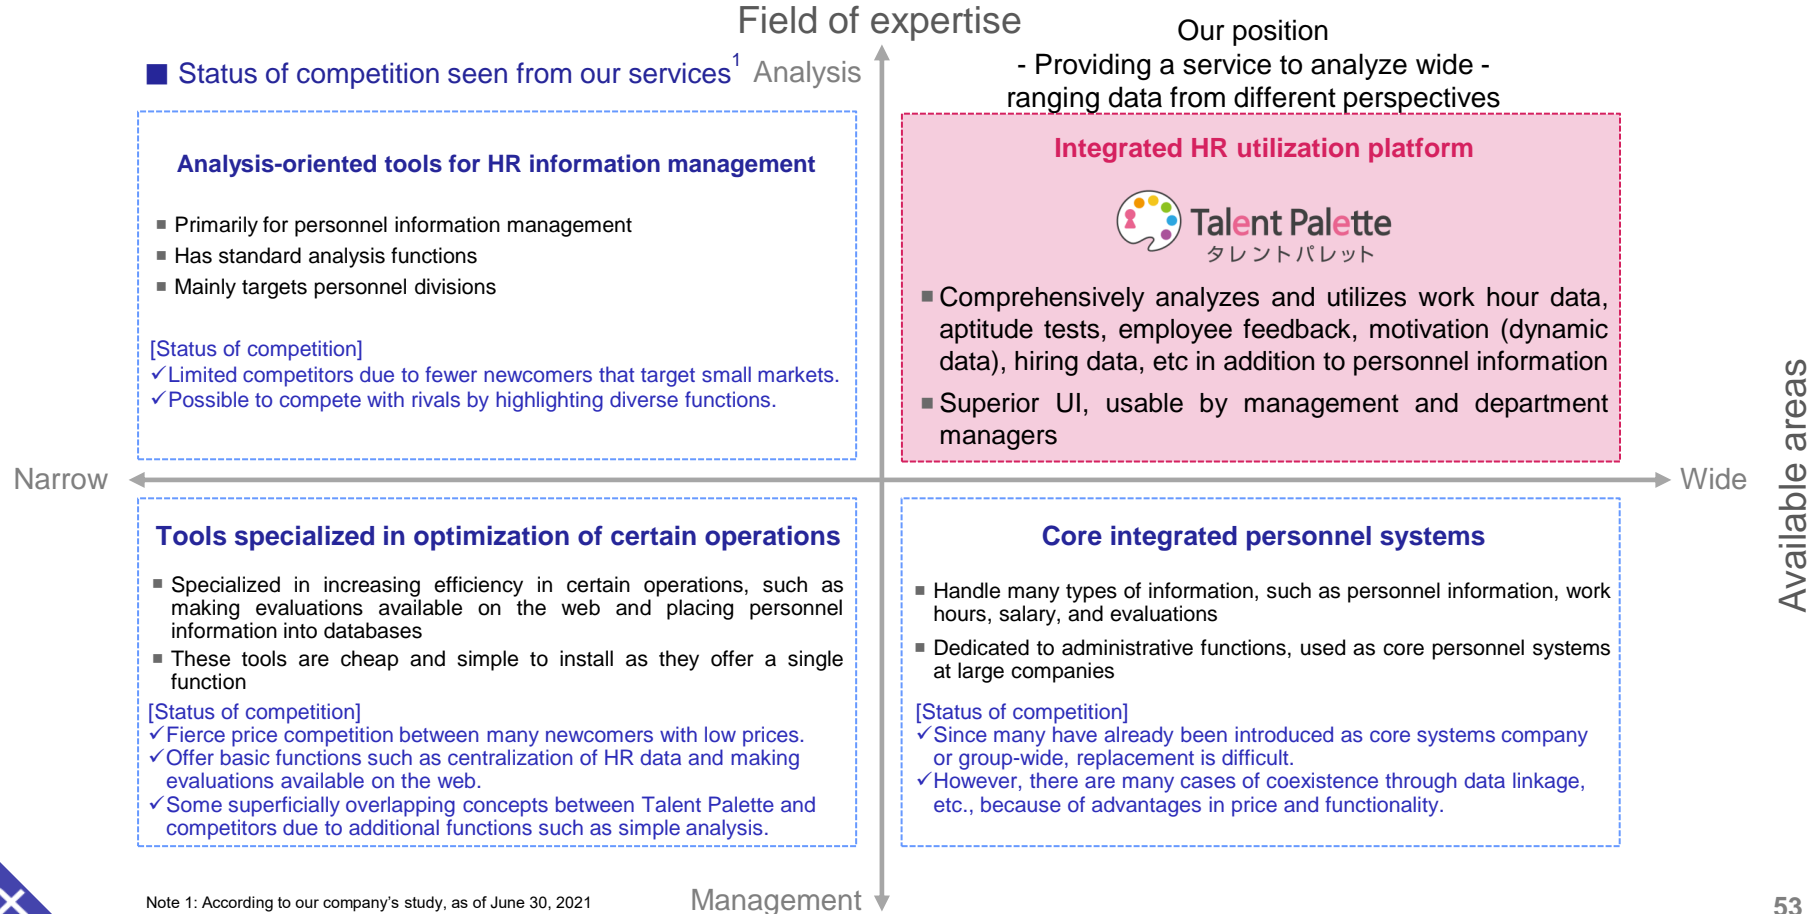 Field of expertise
■ Status of competition seen from our services1
Analysis
Our position
- Providing a service to analyze wide -
ranging data from different perspectives
Analysis-oriented tools for HR information management
■ Primarily for personnel information management
■ Has standard analysis functions
■ Mainly targets personnel divisions
[Status of competition]
✓Limited competitors due to fewer newcomers that target small markets.
✓Possible to compete with rivals by highlighting diverse functions.
Integrated HR utilization platform
Talent Palette
タレントパレット
■ Comprehensively analyzes and utilizes work hour data,
aptitude tests, employee feedback, motivation (dynamic
data), hiring data, etc in addition to personnel information
■ Superior UI, usable by management and department
managers
Narrow
Wide
Available areas
Tools specialized in optimization of certain operations
■ Specialized in increasing efficiency in certain operations, such as
making evaluations available on the web and placing personnel
information into databases
■ These tools are cheap and simple to install as they offer a single
function
[Status of competition]
✓Fierce price competition between many newcomers with low prices.
✓Offer basic functions such as centralization of HR data and making
evaluations available on the web.
✓Some superficially overlapping concepts between Talent Palette and
competitors due to additional functions such as simple analysis.
Core integrated personnel systems
■ Handle many types of information, such as personnel information, work
hours, salary, and evaluations
■ Dedicated to administrative functions, used as core personnel systems
at large companies
[Status of competition]
✓Since many have already been introduced as core systems company
or group-wide, replacement is difficult.
✓However, there are many cases of coexistence through data linkage,
etc., because of advantages in price and functionality.
Management
Note 1: According to our company's study, as of June 30, 2021
53